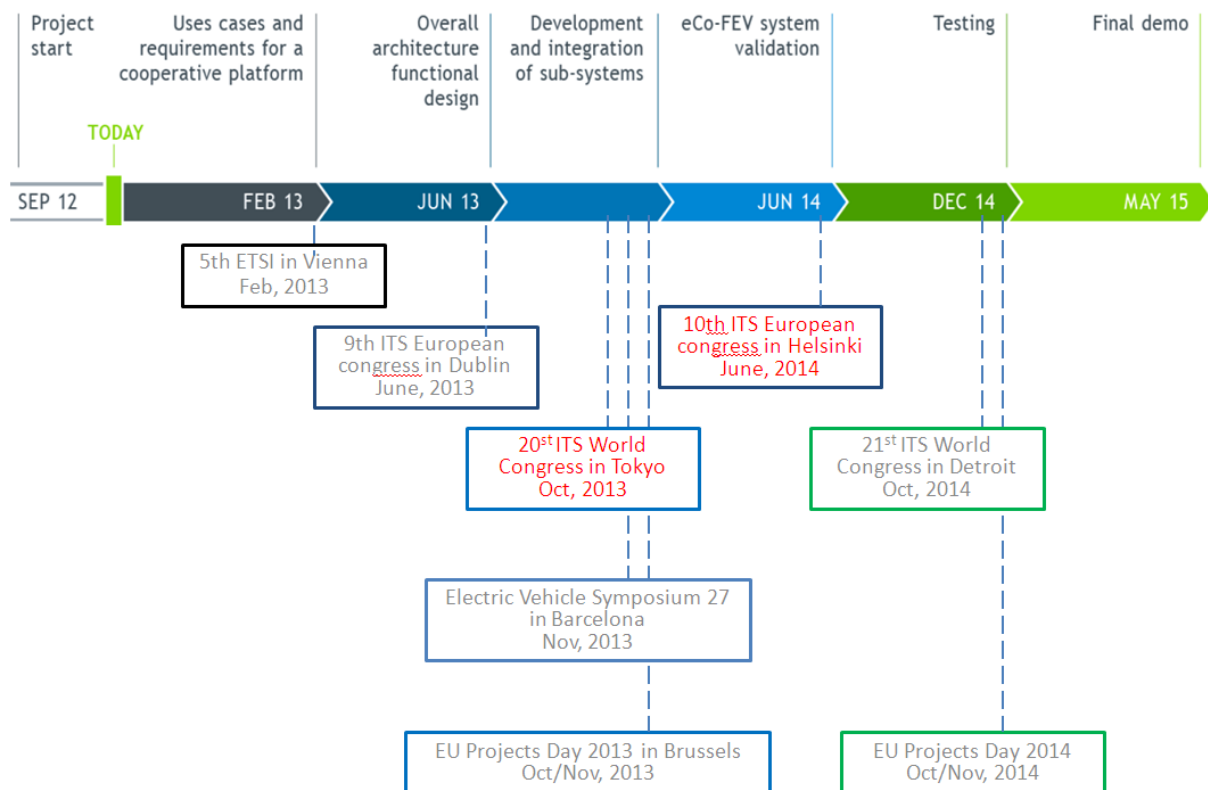 Project
start
Uses cases and
requirements for a
cooperative platform
Overall
architecture
functional
design
Development
and integration
of sub-systems
eCo-FEV system
validation
Testing
Final demo
TODAY
SEP 12
FEB 13
JUN 13
JUN 14
DEC 14
MAY 15
5th ETSI in Vienna
Feb, 2013
9th ITS European
congress in Dublin
June, 2013
10th ITS European
congress in Helsinki
June, 2014
20st ITS World
Congress in Tokyo
Oct, 2013
21st ITS World
Congress in Detroit
Oct, 2014
Electric Vehicle Symposium 27
in Barcelona
Nov, 2013
EU Projects Day 2013 in Brussels
Oct/Nov, 2013
EU Projects Day 2014
Oct/Nov, 2014